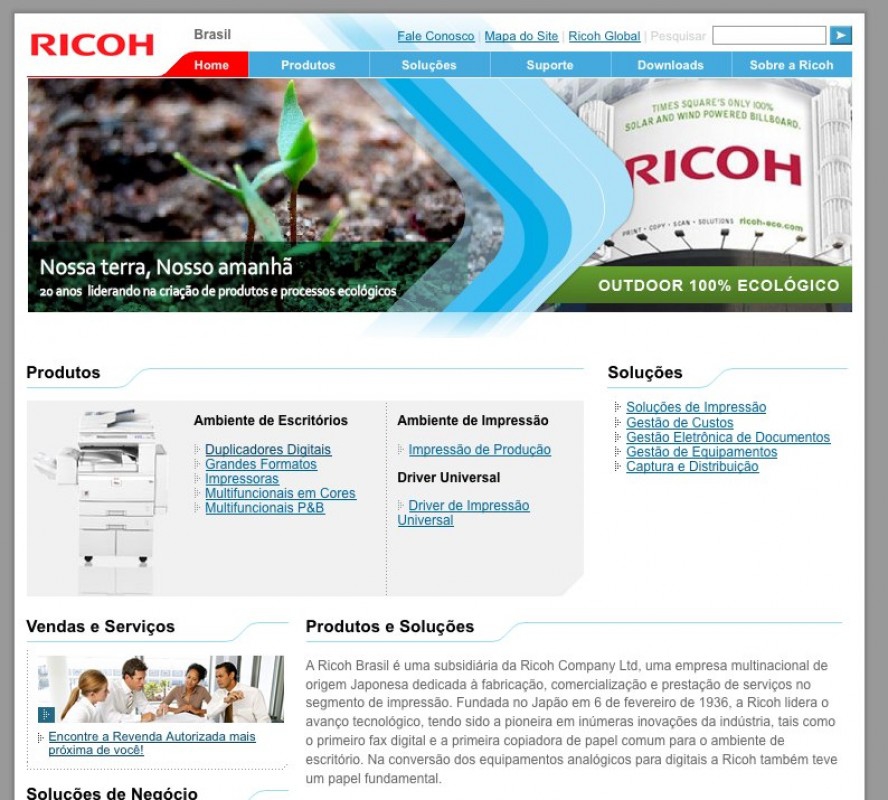 RICOH
Brasil
Fale Conosco | Mapa do Site | Ricoh Global | Pesquisar
Home Produtos Soluções Suporte Downloads Sobre a Ricoh
TIMES SQUARE'S ONLY 100%
SOLAR AND WIND POWERED BILLBOARD.
RICOH
PRINT • COPY • SCAN • SOLUTIONS ricoh-eco.com
Nossa terra, Nosso amanhã
20 anos liderando na criação de produtos e processos ecológicos
OUTDOOR 100% ECOLÓGICO
Produtos
Ambiente de Escritórios
Duplicadores Digitais
Grandes Formatos
Impressoras
Multifuncionais em Cores
Multifuncionais P&B
Ambiente de Impressão
Impressão de Produção
Driver Universal
Driver de Impressão
Universal
Soluções
Soluções de Impressão
Gestão de Custos
Gestão Eletrônica de Documentos
Gestão de Equipamentos
Captura e Distribuição
Vendas e Serviços
Encontre a Revenda Autorizada mais
próxima de você!
Soluções de Negócio
Produtos e Soluções
A Ricoh Brasil é uma subsidiária da Ricoh Company Ltd, uma empresa multinacional de
origem Japonesa dedicada à fabricação, comercialização e prestação de serviços no
segmento de impressão. Fundada no Japão em 6 de fevereiro de 1936, a Ricoh lidera o
avanço tecnológico, tendo sido a pioneira em inúmeras inovações da indústria, tais como
o primeiro fax digital e a primeira copiadora de papel comum para o ambiente de
escritório. Na conversão dos equipamentos analógicos para digitais a Ricoh também teve
um papel fundamental.